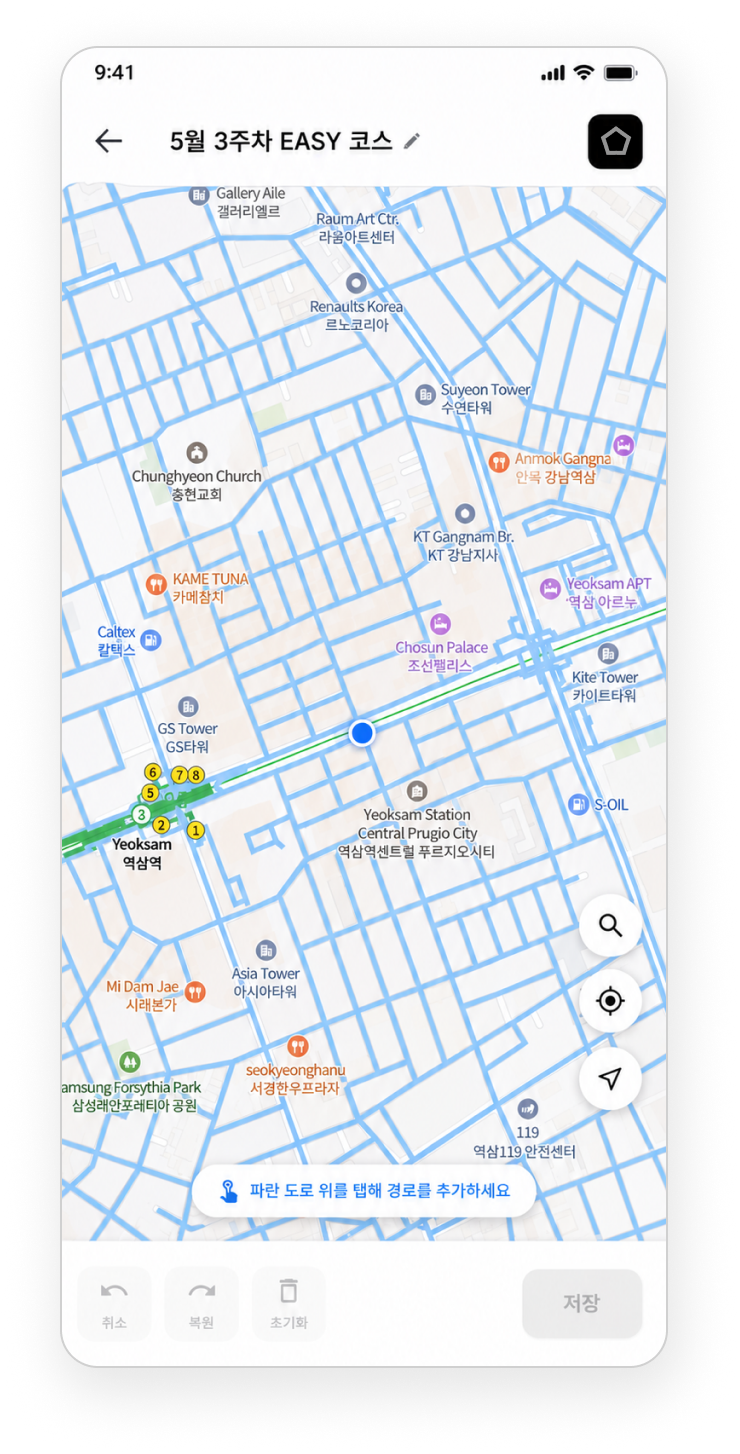 9:41
5월 3주차 EASY 코스
Gallery Aile
갤러리엘르
Raum Art Ctr.
라움아트센터
Renaults Korea
르노코리아
Suyeon Tower
수연타워
Anmok Gangna
안목 강남역삼
Chunghyeon Church
충현교회
KT Gangnam Br.
KT 강남지사
KAME TUNA
카메참치
Yeoksam APT
역삼 아르누
Caltex
칼택스
Chosun Palace
조선팰리스
Kite Tower
카이트타워
GS Tower
GS타워
6
7
8
5
3
2
1
Yeoksam
역삼역
Yeoksam Station
Central Prugio City
역삼역센트럴 푸르지오시티
S-OIL
Asia Tower
아시아타워
Mi Dam Jae
시래본가
seokyeonghanu
서경한우프라자
amsung Forsythia Park
삼성래안포레티아 공원
119
역삼119 안전센터
파란 도로 위를 탭해 경로를 추가하세요
취소
복원
초기화
저장